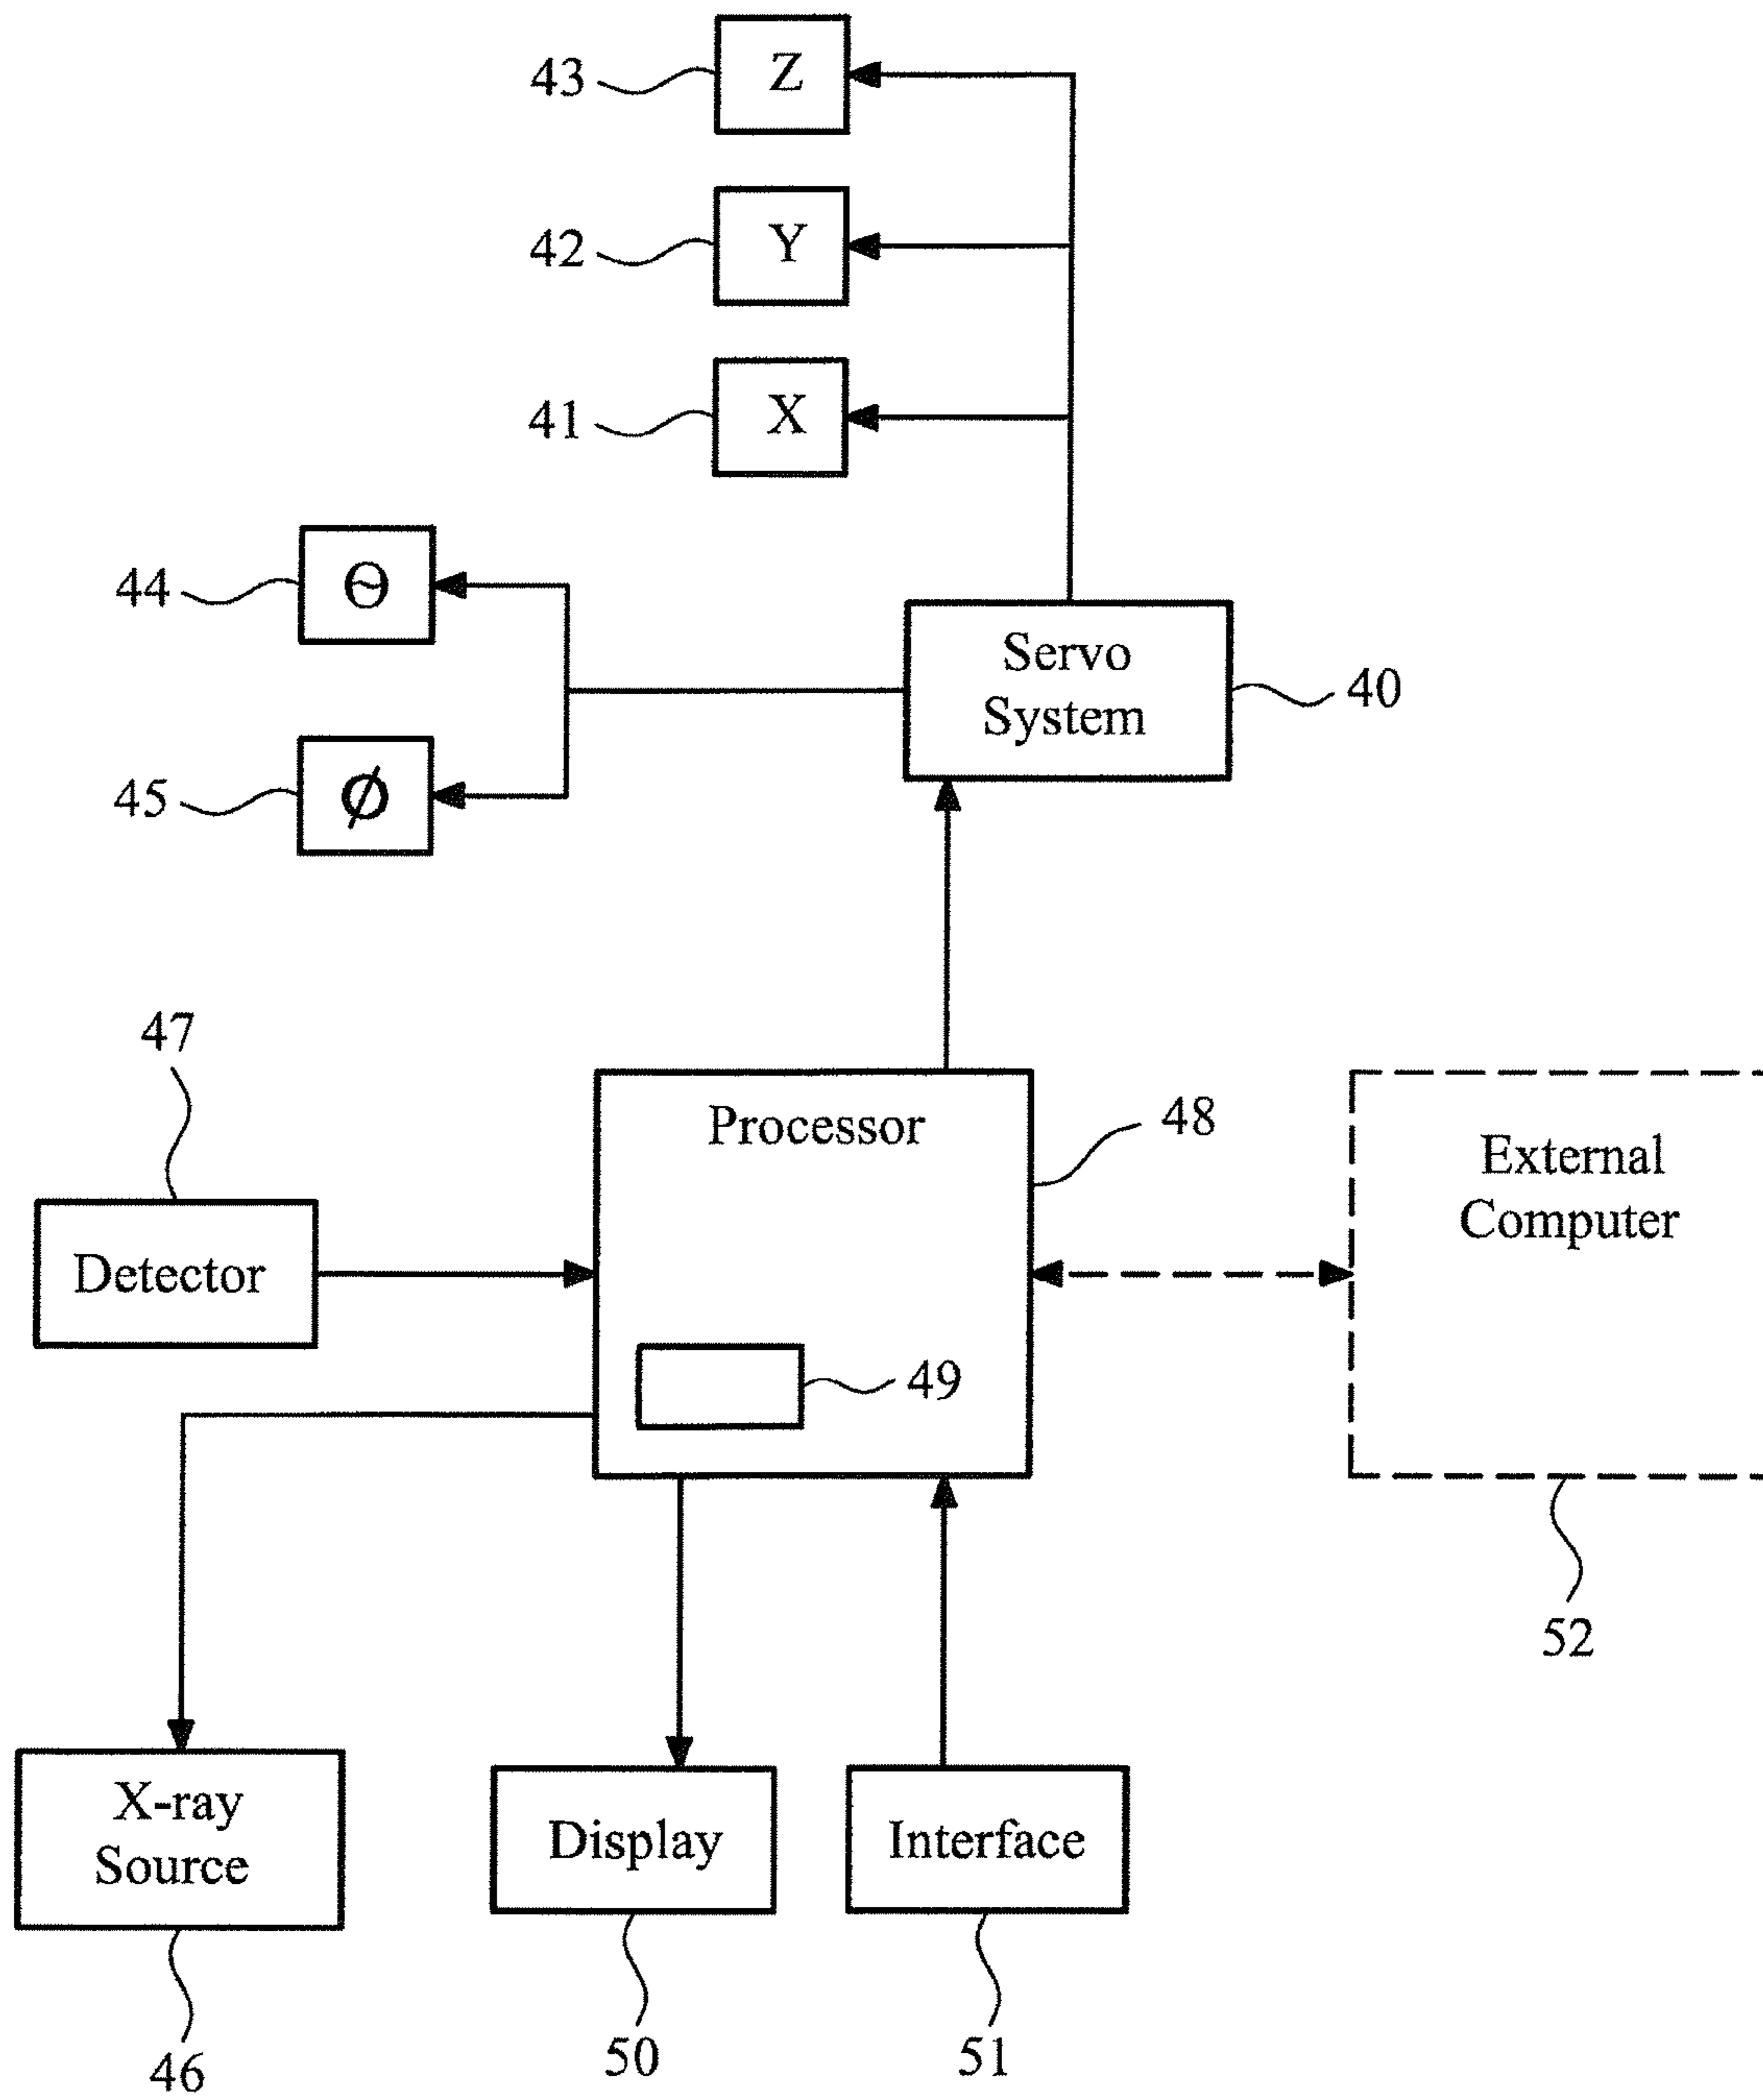 43
Z
42
Y
41
X
44
Θ
Servo
System
40
45
ϕ
47
Processor
48
External
Computer
Detector
49
52
X-ray
Source
Display
Interface
46
50
51